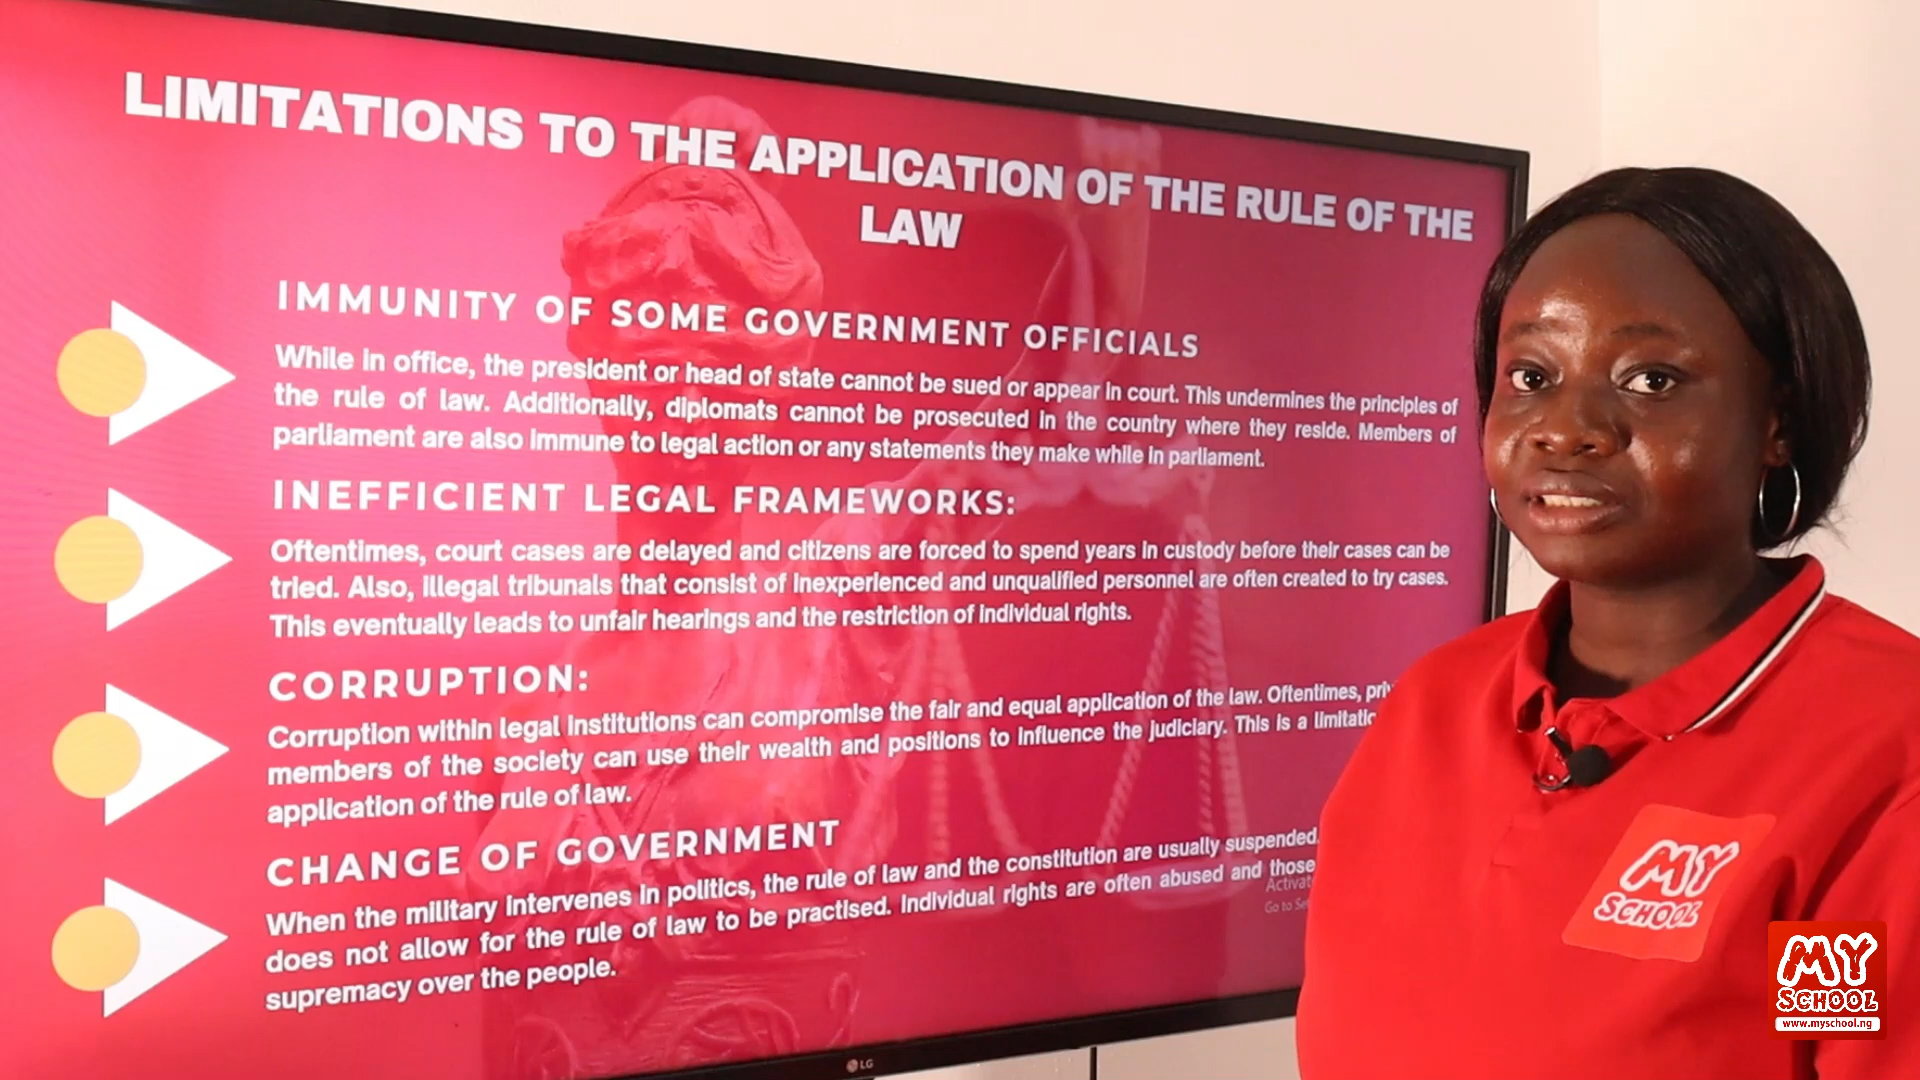 LIMITATIONS TO THE APPLICATION OF THE RULE OF THE
LAW
IMMUNITY OF SOME GOVERNMENT OFFICIALS
While in office, the president or head of state cannot be sued or appear in court. This undermines the principles of
the rule of law. Additionally, diplomats cannot be prosecuted in the country where they reside. Members of
parliament are also immune to legal action or any statements they make while in parliament.
INEFFICIENT LEGAL FRAMEWORKS:
Oftentimes, court cases are delayed and citizens are forced to spend years in custody before their cases can be
tried. Also, illegal tribunals that consist of inexperienced and unqualified personnel are often created to try cases.
This eventually leads to unfair hearings and the restriction of individual rights.
CORRUPTION:
Corruption within legal institutions can compromise the fair and equal application of the law. Oftentimes,
members of the society can use their wealth and positions to influence the judiciary. This is a
application of the rule of law.
CHANGE OF GOVERNMENT
When the military intervenes in politics, the rule of law and the constitution are usually suspended.
does not allow for the rule of law to be practised. Individual rights are often abused and those
supremacy over the people.
Go to
LG
MY
SCHOOL
MY
SCHOOL
www.myschool.ng